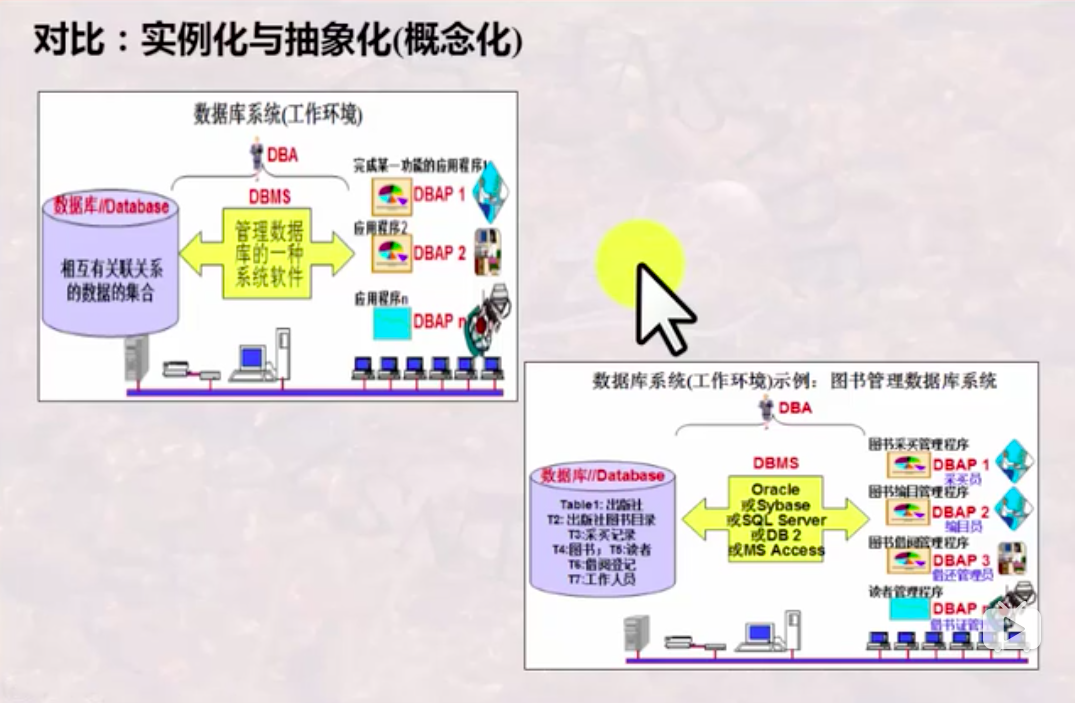 对比：实例化与抽象化(概念化)
数据库系统(工作环境)
DBA
完成某一功能的应用程序1
数据库//Database
DBMS
DBAP 1
管理数据
库的一种
系统软件
应用程序2
DBAP 2
相互有关联关系
的数据的集合
应用程序n
DBAP n
数据库系统(工作环境)示例：图书管理数据库系统
DBA
数据库//Database
Table1: 出版社
T2: 出版社图书目录
T3:采买记录
T4:图书；T5:读者
T6:借阅登记
T7:工作人员
DBMS
Oracle
或Sybase
或SQL Server
或DB 2
或MS Access
图书采买管理程序
DBAP 1
采买员
图书编目管理程序
DBAP 2
编目员
图书借阅管理程序
DBAP 3
借还管理员
读者管理程序
DBAP
借书证管